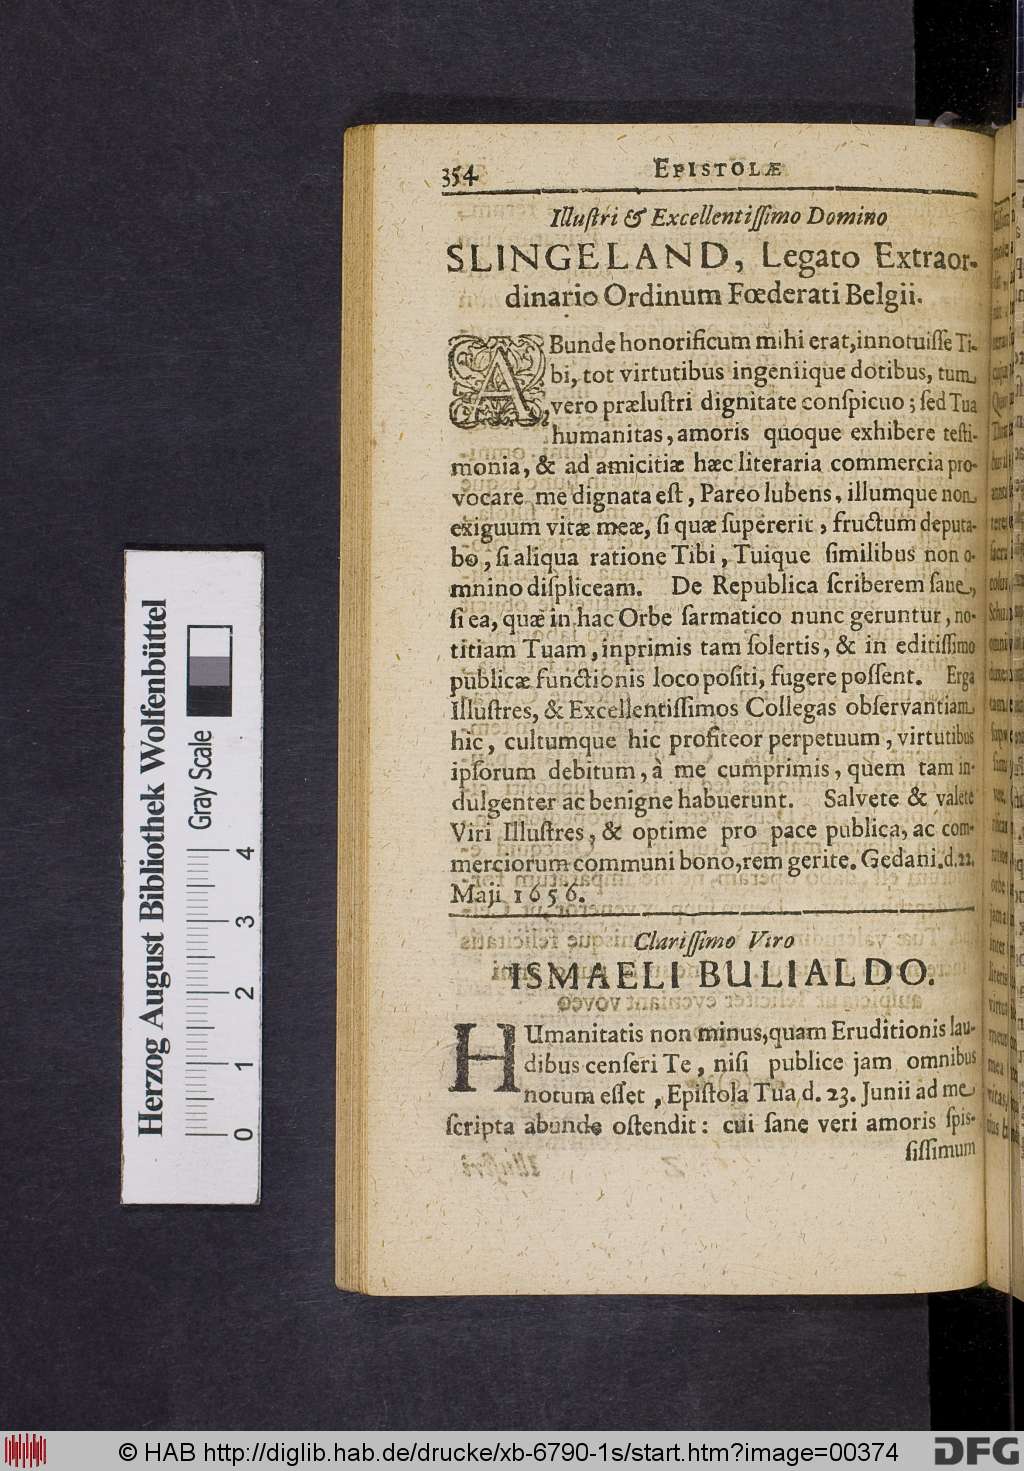 354 EPISTOLÆ
Illuſtri & Excellentiſſimo Domino
SLINGELAND, Legato Extraor-
dinario Ordinum Fœderati Belgii.
ABunde honorificum mihi erat, innotuiſſe Ti-
bi, tot virtutibus ingeniique dotibus, tum
vero præluſtri dignitate conſpicuo; ſed Tua
humanitas, amoris quoque exhibere teſti-
monia, & ad amicitiæ hæc literaria commercia pro-
vocare me dignata eſt, Pareo lubens, illumque non
exiguum vitæ meæ, ſi quæ ſupererit, fructum deputa-
bo, ſi aliqua ratione Tibi, Tuique ſimilibus non o-
mnino diſpliceam. De Republica ſcriberem ſane,
ſi ea, quæ in hac Orbe ſarmatico nunc geruntur, no-
titiam Tuam, inprimis tam ſolertis, & in editiſſimo
publicæ functionis loco poſiti, fugere poſſent. Erga
Illuſtres, & Excellentiſſimos Collegas obſervantiam
hic, cultumque hic profiteor perpetuum, virtutibus
ipſorum debitum, à me cumprimis, quem tam in-
dulgenter ac benigne habuerunt. Salvete & valete
Viri Illuſtres, & optime pro pace publica, ac com-
merciorum communi bono, rem gerite. Gedani. d. 22.
Maji 1656.
Clariſſimo Viro
ISMAELI BULIALDO.
HUmanitatis non minus, quam Eruditionis lau-
dibus cenſeri Te, niſi publice jam omnibus
notum eſſet, Epiſtola Tua d. 23. Junii ad me
ſcripta abunde oſtendit: cui ſane veri amoris ſpis-
ſiſſimum
Herzog August Bibliothek Wolfenbüttel
Gray Scale
0 1 2 3 4
© HAB http://diglib.hab.de/drucke/xb-6790-1s/start.htm?image=00374
DFG